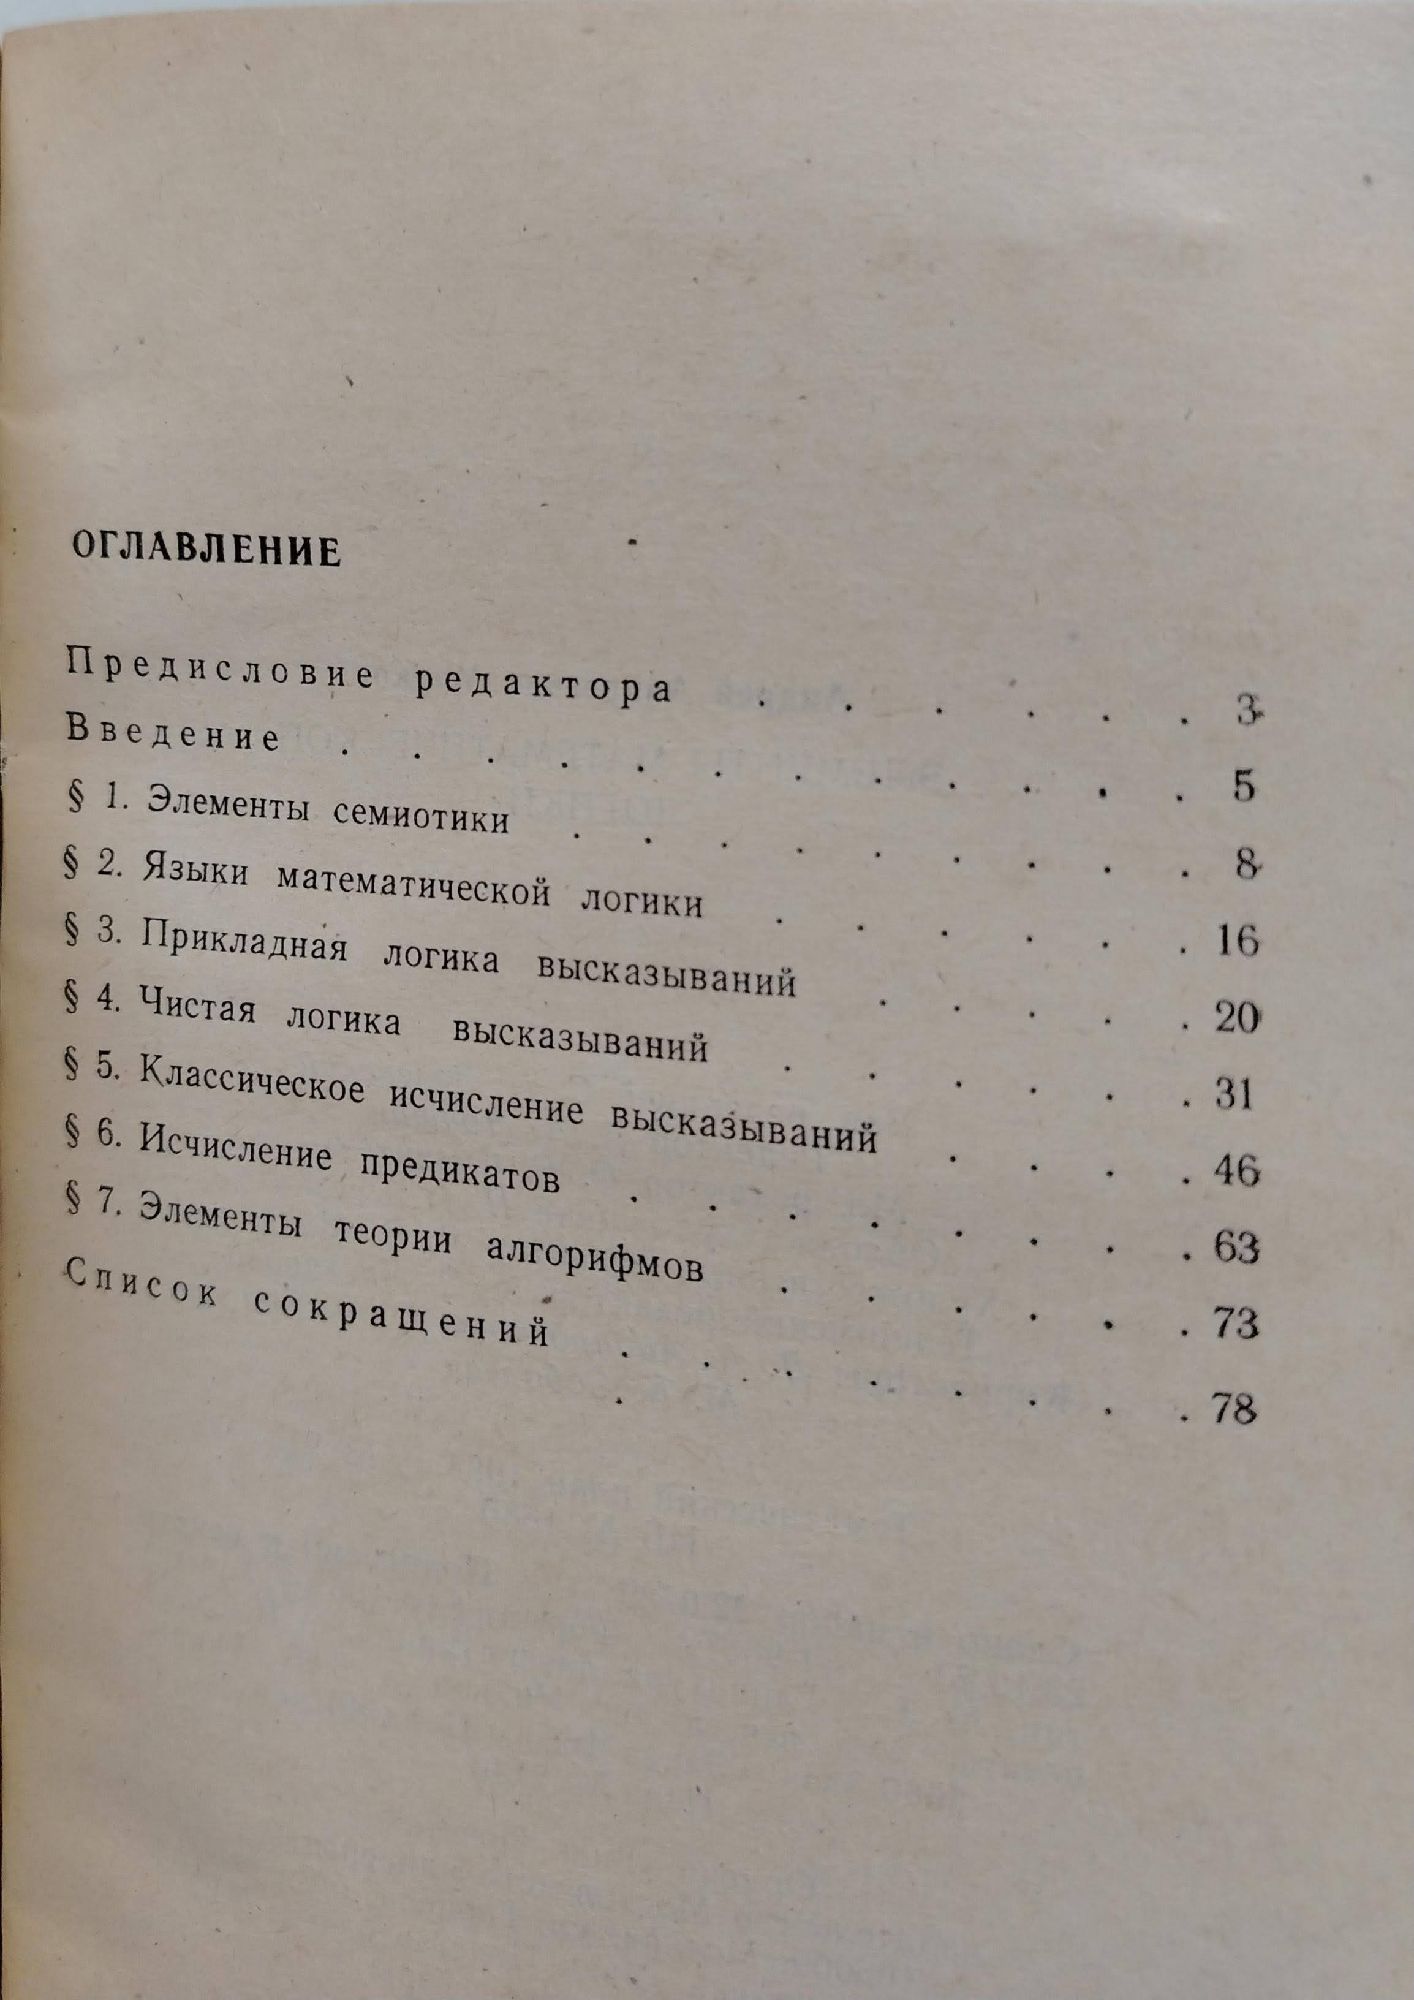 ОГЛАВЛЕНИЕ
Предисловие редактора . . . . . . 3
Введение . . . . . . . . . . . . 5
§ 1. Элементы семиотики . . . . . . . . . 8
§ 2. Языки математической логики . . . . . . 16
§ 3. Прикладная логика высказываний . . . . . 20
§ 4. Чистая логика высказываний . . . . . . 31
§ 5. Классическое исчисление высказываний . . . . 46
§ 6. Исчисление предикатов . . . . . . . . 63
§ 7. Элементы теории алгорифмов . . . . . . 73
Список сокращений . . . . . . . . 78